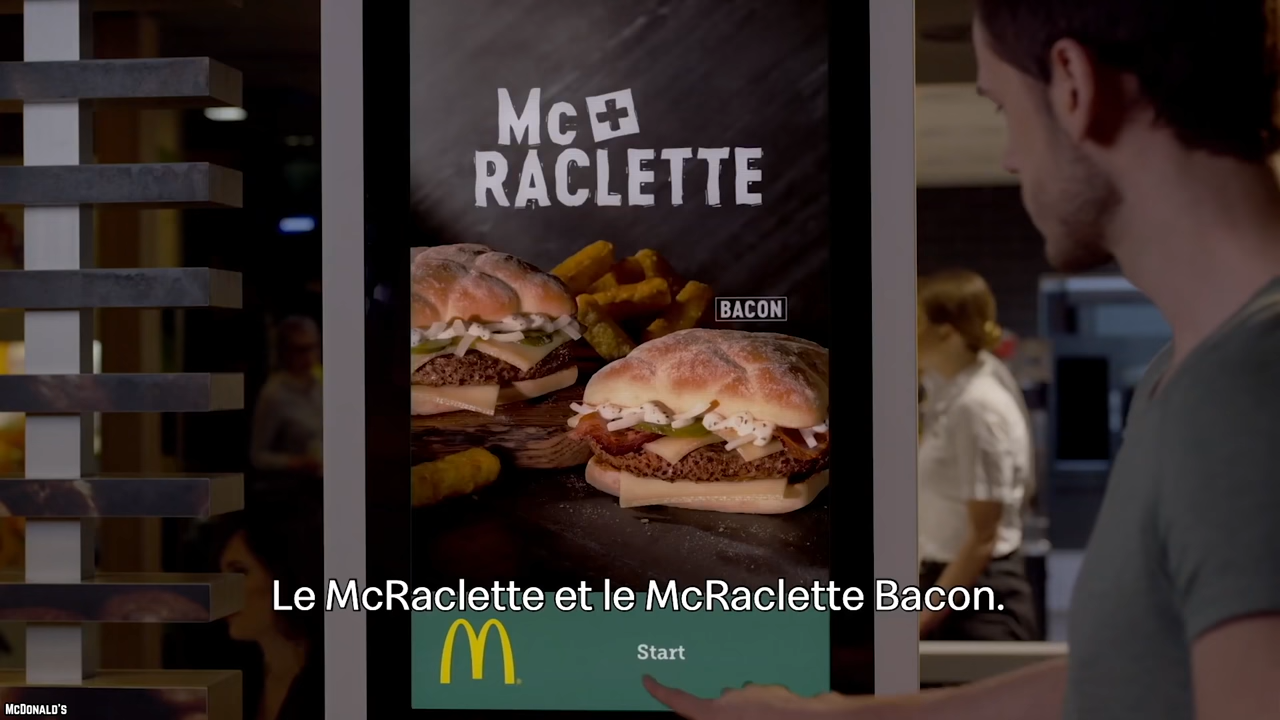 Mc
RACLETTE
BACON
Le McRaclette et le McRaclette Bacon.
Start
McDonald's